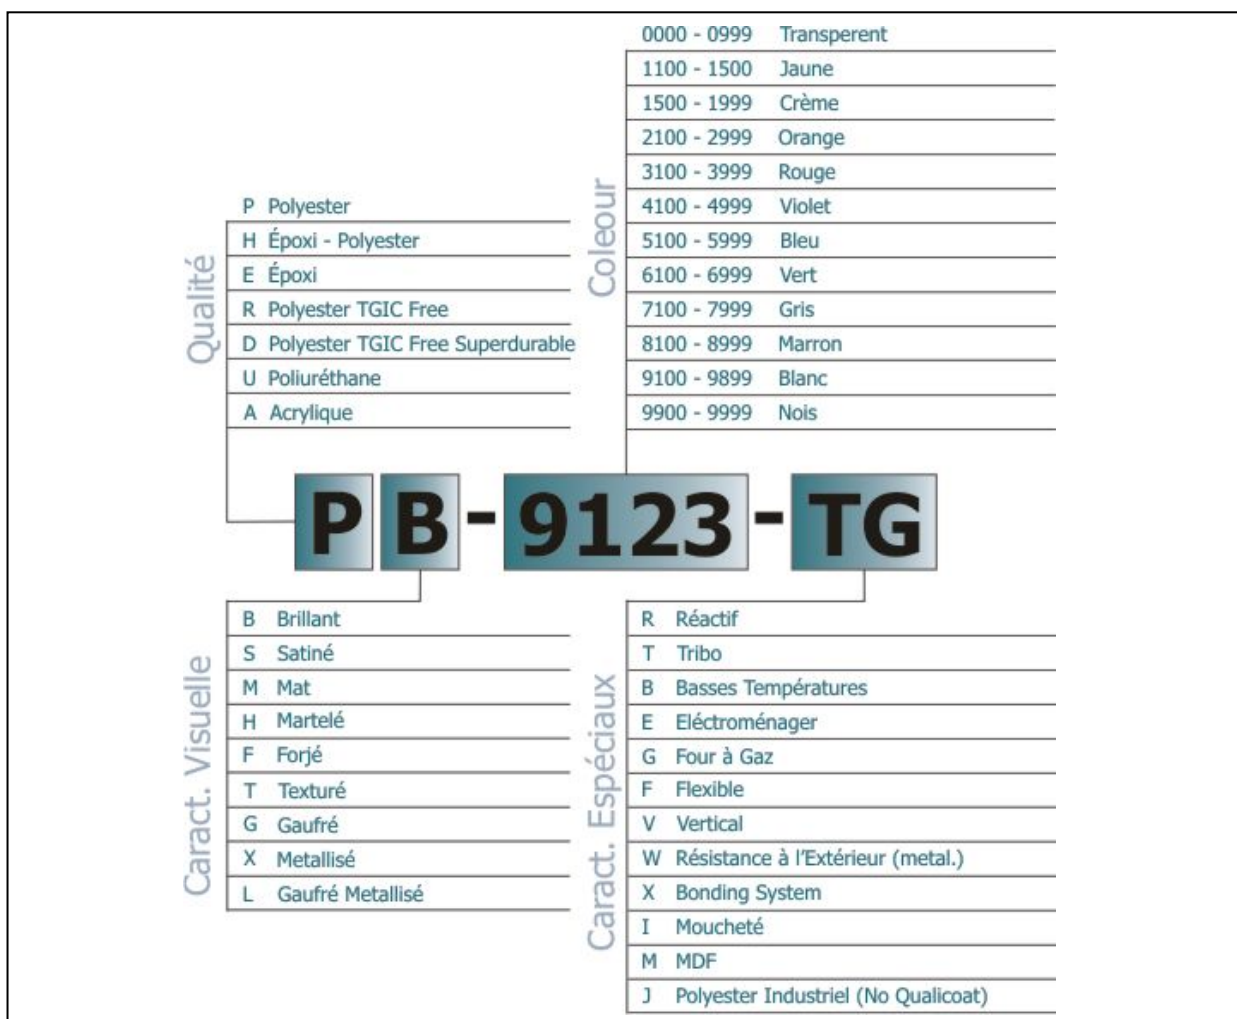 0000 - 0999 Transperent
1100 - 1500 Jaune
1500 - 1999 Crème
2100 - 2999 Orange
3100 - 3999 Rouge
4100 - 4999 Violet
5100 - 5999 Bleu
6100 - 6999 Vert
7100 - 7999 Gris
8100 - 8999 Marron
9100 - 9899 Blanc
9900 - 9999 Nois
Coleour
P Polyester
H Époxi - Polyester
E Époxi
R Polyester TGIC Free
D Polyester TGIC Free Superdurable
U Poliuréthane
A Acrylique
Qualité
PB-9123-TG
B Brillant
S Satiné
M Mat
H Martelé
F Forjé
T Texturé
G Gaufré
X Metallisé
L Gaufré Metallisé
Caract. Visuelle
R Réactif
T Tribo
B Basses Températures
E Eléctroménager
G Four à Gaz
F Flexible
V Vertical
W Résistance à l'Extérieur (metal.)
X Bonding System
I Moucheté
M MDF
J Polyester Industriel (No Qualicoat)
Caract. Espéciaux